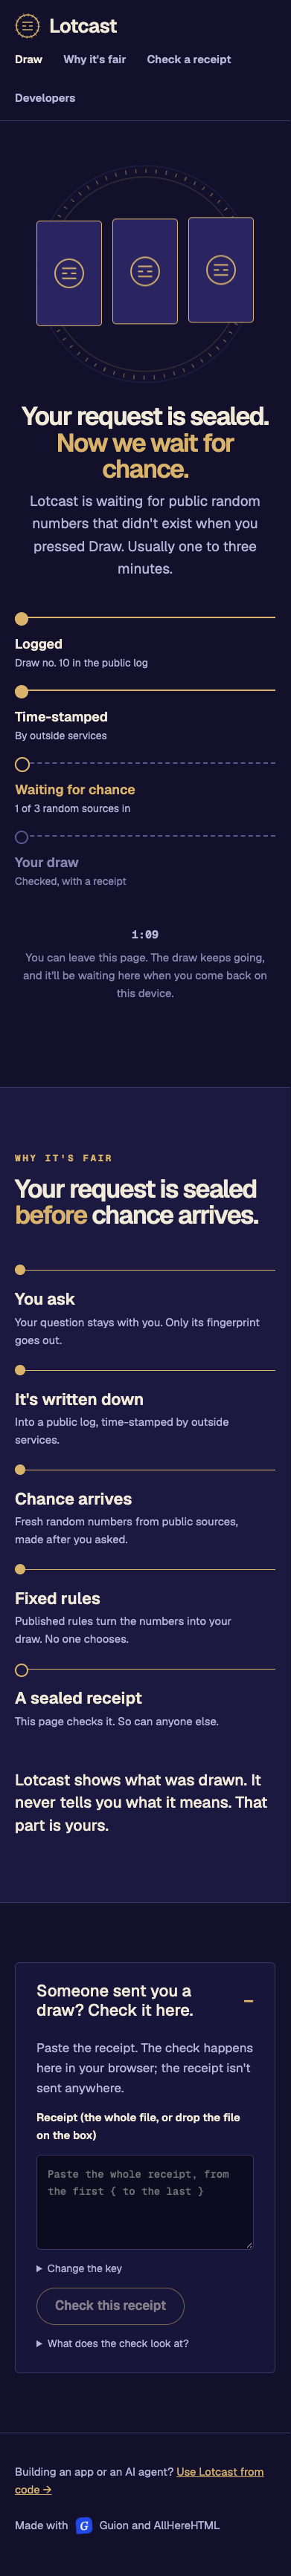 Lotcast
Draw Why it's fair Check a receipt
Developers
Your request is sealed.
Now we wait for
chance.
Lotcast is waiting for public random
numbers that didn't exist when you
pressed Draw. Usually one to three
minutes.
Logged
Draw no. 10 in the public log
Time-stamped
By outside services
Waiting for chance
1 of 3 random sources in
Your draw
Checked, with a receipt
1:09
You can leave this page. The draw keeps going,
and it'll be waiting here when you come back on
this device.
WHY IT'S FAIR
Your request is sealed
before chance arrives.
You ask
Your question stays with you. Only its fingerprint
goes out.
It's written down
Into a public log, time-stamped by outside
services.
Chance arrives
Fresh random numbers from public sources,
made after you asked.
Fixed rules
Published rules turn the numbers into your
draw. No one chooses.
A sealed receipt
This page checks it. So can anyone else.
Lotcast shows what was drawn. It
never tells you what it means. That
part is yours.
Someone sent you a
draw? Check it here.
Paste the receipt. The check happens
here in your browser; the receipt isn't
sent anywhere.
Receipt (the whole file, or drop the file
on the box)
Paste the whole receipt, from
the first { to the last }
Change the key
Check this receipt
What does the check look at?
Building an app or an AI agent? Use Lotcast from
code →
Made with G Guion and AllHereHTML